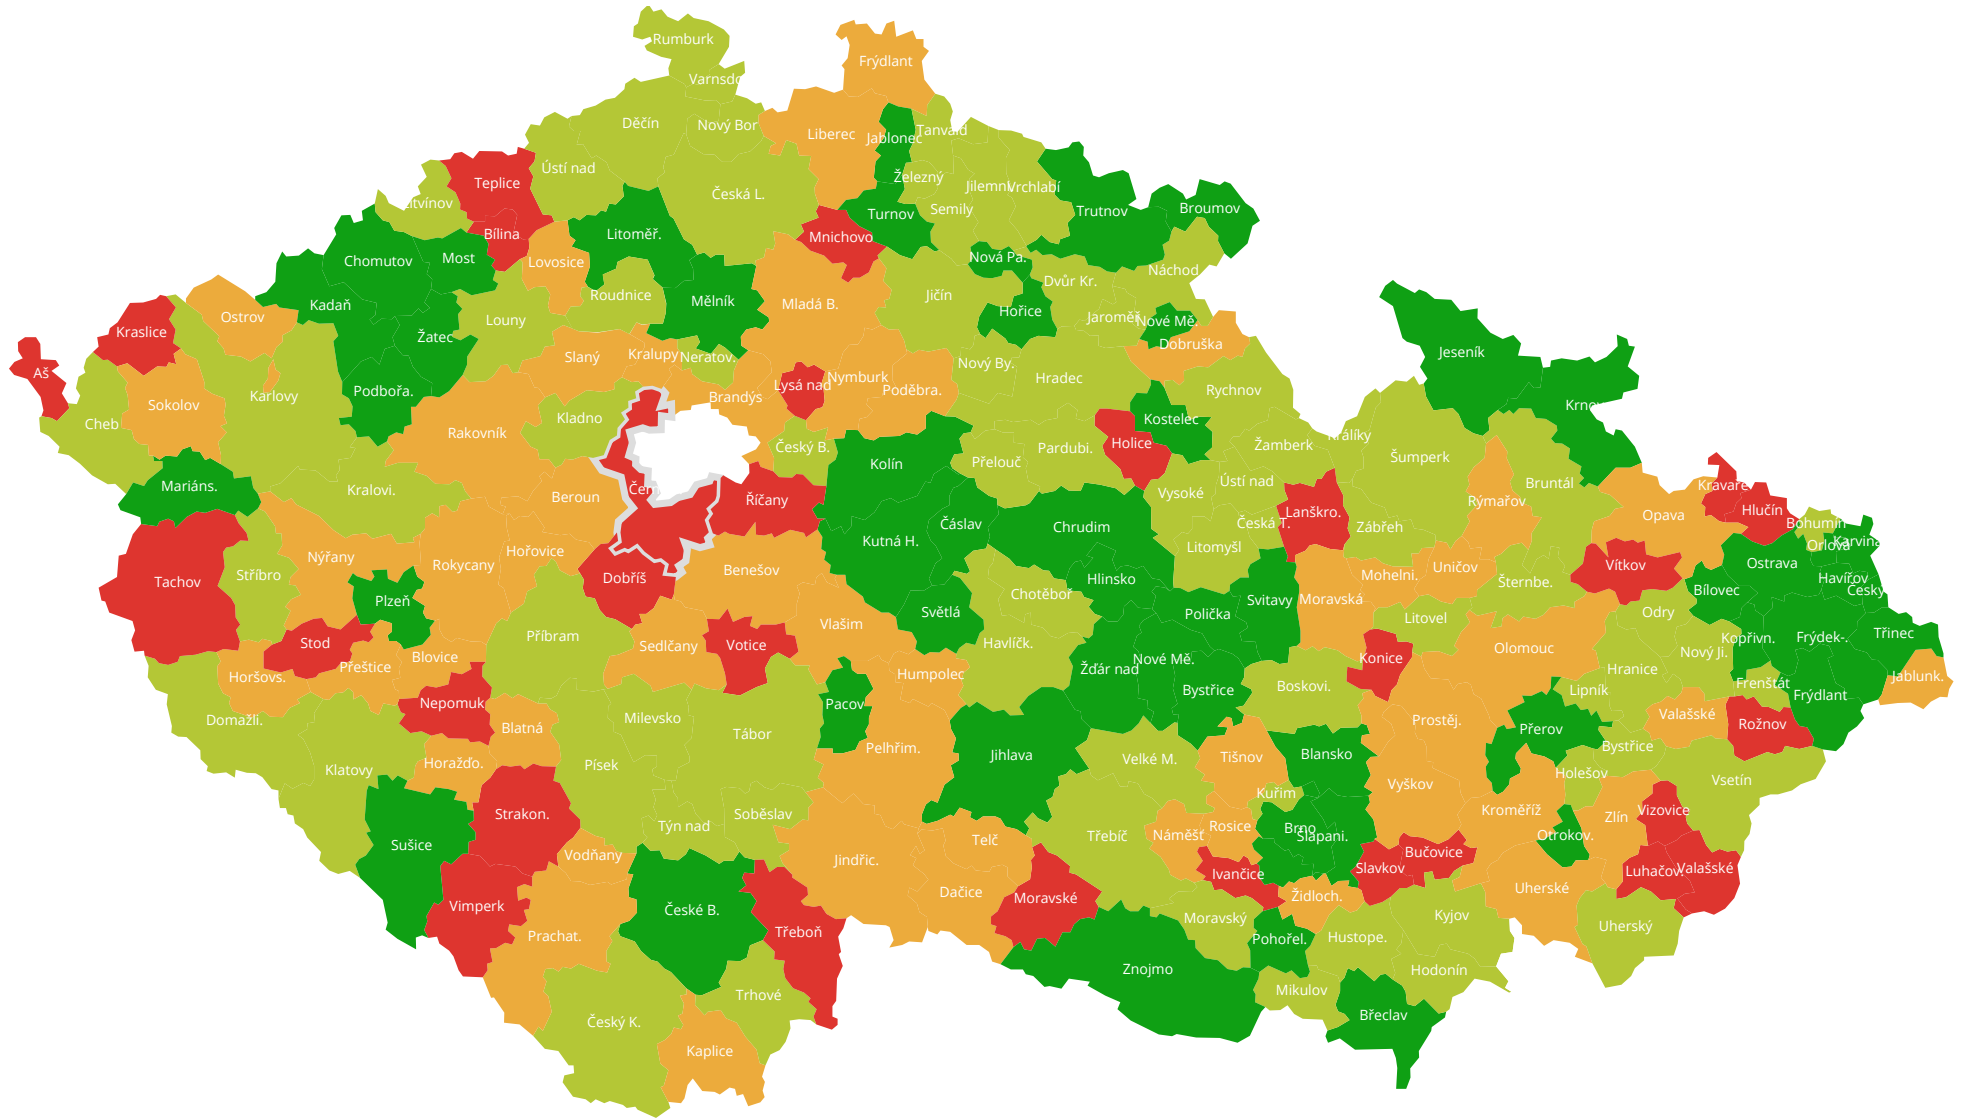 Rumburk
Frýdlant
Varnsdo
Děčín
Nový Bor
Liberec
Jablonec
Tanvald
Ústí nad
Teplice
Železný
Jilemni
Vrchlabí
Česká L.
Litvínov
Semily
Trutnov
Broumov
Turnov
Bílina
Litoměř.
Mnichovo
Chomutov
Most
Lovosice
Nová Pa.
Náchod
Dvůr Kr.
Kadaň
Roudnice
Mělník
Mladá B.
Jičín
Hořice
Ostrov
Louny
Jaroměř
Nové Mě.
Kraslice
Žatec
Dobruška
Slaný
Kralupy
Neratov.
Jeseník
Aš
Nový By.
Hradec
Lysá nad
Nymburk
Poděbra.
Podbořa.
Karlovy
Brandýs
Rychnov
Sokolov
Krnov
Cheb
Kladno
Kostelec
Rakovník
Český B.
Přelouč
Pardubi.
Holice
Žamberk
Králíky
Šumperk
Kolín
Mariáns.
Kralovi.
Beroun
Čern
Říčany
Vysoké
Ústí nad
Bruntál
Rýmařov
Kravaře
Lanškro.
Opava
Hlučín
Čáslav
Chrudim
Česká T.
Zábřeh
Bohumín
Kutná H.
Litomyšl
Orlová
Karviná
Hořovice
Nýřany
Rokycany
Stříbro
Tachov
Dobříš
Benešov
Hlinsko
Mohelni.
Uničov
Šternbe.
Vítkov
Ostrava
Havířov
Český
Bílovec
Plzeň
Chotěboř
Svitavy
Moravská
Světlá
Polička
Vlašim
Litovel
Odry
Příbram
Stod
Sedlčany
Votice
Havlíčk.
Kopřivn.
Frýdek-.
Třinec
Blovice
Přeštice
Nové Mě.
Konice
Olomouc
Nový Ji.
Horšovs.
Humpolec
Žďár nad
Hranice
Jablunk.
Frenštát
Frýdlant
Nepomuk
Pacov
Bystřice
Boskovi.
Lipník
Domažli.
Milevsko
Valašské
Rožnov
Blatná
Tábor
Prostěj.
Přerov
Pelhřim.
Jihlava
Velké M.
Tišnov
Blansko
Bystřice
Klatovy
Horažďo.
Písek
Holešov
Vyškov
Vsetín
Kuřim
Strakon.
Soběslav
Kroměříž
Vizovice
Zlín
Týn nad
Rosice
Brno
Náměšť
Třebíč
Šlapani.
Otrokov.
Sušice
Telč
Vodňany
Jindřic.
Bučovice
Slavkov
Valašské
Luhačov.
Ivančice
Dačice
Uherské
Židloch.
Moravské
Vimperk
České B.
Moravský
Kyjov
Uherský
Třeboň
Prachat.
Pohořel.
Hustope.
Znojmo
Hodonín
Trhové
Mikulov
Břeclav
Český K.
Kaplice